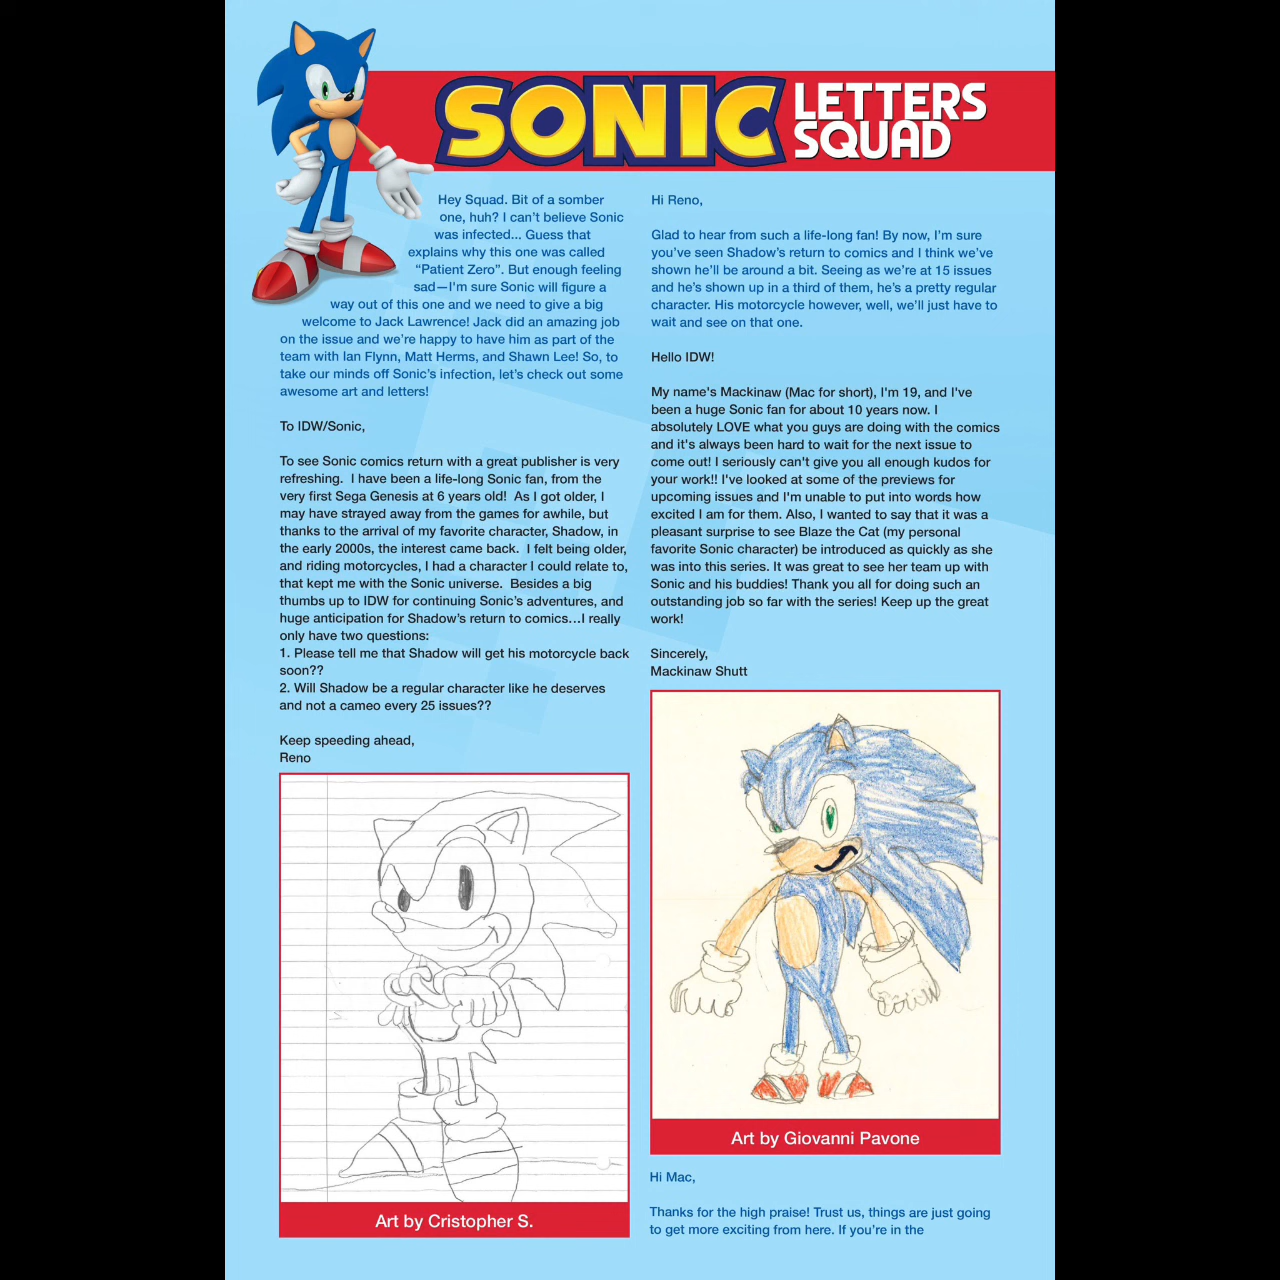 SONIC
LETTERS
SQUAD
Hey Squad. Bit of a somber
one, huh? I can't believe Sonic
was infected... Guess that
explains why this one was called
“Patient Zero”. But enough feeling
sad—I'm sure Sonic will figure a
way out of this one and we need to give a big
welcome to Jack Lawrence! Jack did an amazing job
on the issue and we're happy to have him as part of the
team with Ian Flynn, Matt Herms, and Shawn Lee! So, to
take our minds off Sonic's infection, let's check out some
awesome art and letters!
To IDW/Sonic,
To see Sonic comics return with a great publisher is very
refreshing.  I have been a life-long Sonic fan, from the
very first Sega Genesis at 6 years old!  As I got older, I
may have strayed away from the games for awhile, but
thanks to the arrival of my favorite character, Shadow, in
the early 2000s, the interest came back.  I felt being older,
and riding motorcycles, I had a character I could relate to,
that kept me with the Sonic universe.  Besides a big
thumbs up to IDW for continuing Sonic's adventures, and
huge anticipation for Shadow's return to comics...I really
only have two questions:
1. Please tell me that Shadow will get his motorcycle back
soon??
2. Will Shadow be a regular character like he deserves
and not a cameo every 25 issues??
Keep speeding ahead,
Reno
Art by Cristopher S.
Hi Reno,
Glad to hear from such a life-long fan! By now, I'm sure
you've seen Shadow's return to comics and I think we've
shown he'll be around a bit. Seeing as we're at 15 issues
and he's shown up in a third of them, he's a pretty regular
character. His motorcycle however, well, we'll just have to
wait and see on that one.
Hello IDW!
My name's Mackinaw (Mac for short), I'm 19, and I've
been a huge Sonic fan for about 10 years now. I
absolutely LOVE what you guys are doing with the comics
and it's always been hard to wait for the next issue to
come out! I seriously can't give you all enough kudos for
your work!! I've looked at some of the previews for
upcoming issues and I'm unable to put into words how
excited I am for them. Also, I wanted to say that it was a
pleasant surprise to see Blaze the Cat (my personal
favorite Sonic character) be introduced as quickly as she
was into this series. It was great to see her team up with
Sonic and his buddies! Thank you all for doing such an
outstanding job so far with the series! Keep up the great
work!
Sincerely,
Mackinaw Shutt
Art by Giovanni Pavone
Hi Mac,
Thanks for the high praise! Trust us, things are just going
to get more exciting from here. If you're in the